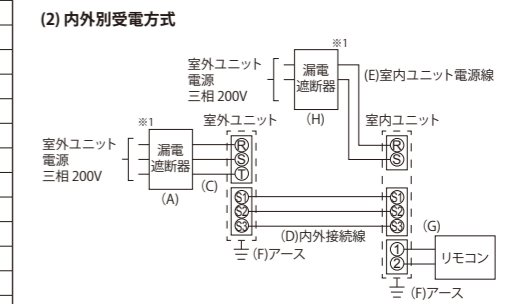 (2) 内外別受電方式
※1
室外ユニット
電源
三相 200V
漏電
遮断器
(H)
(E)室内ユニット電源線
※1
室外ユニット
電源
三相 200V
漏電
遮断器
(A)
(C)
室外ユニット
R
S
T
S1
S2
S3
(F)アース
(D)内外接続線
室内ユニット
R
S
S1
S2
S3
(G)
1
2
リモコン
(F)アース